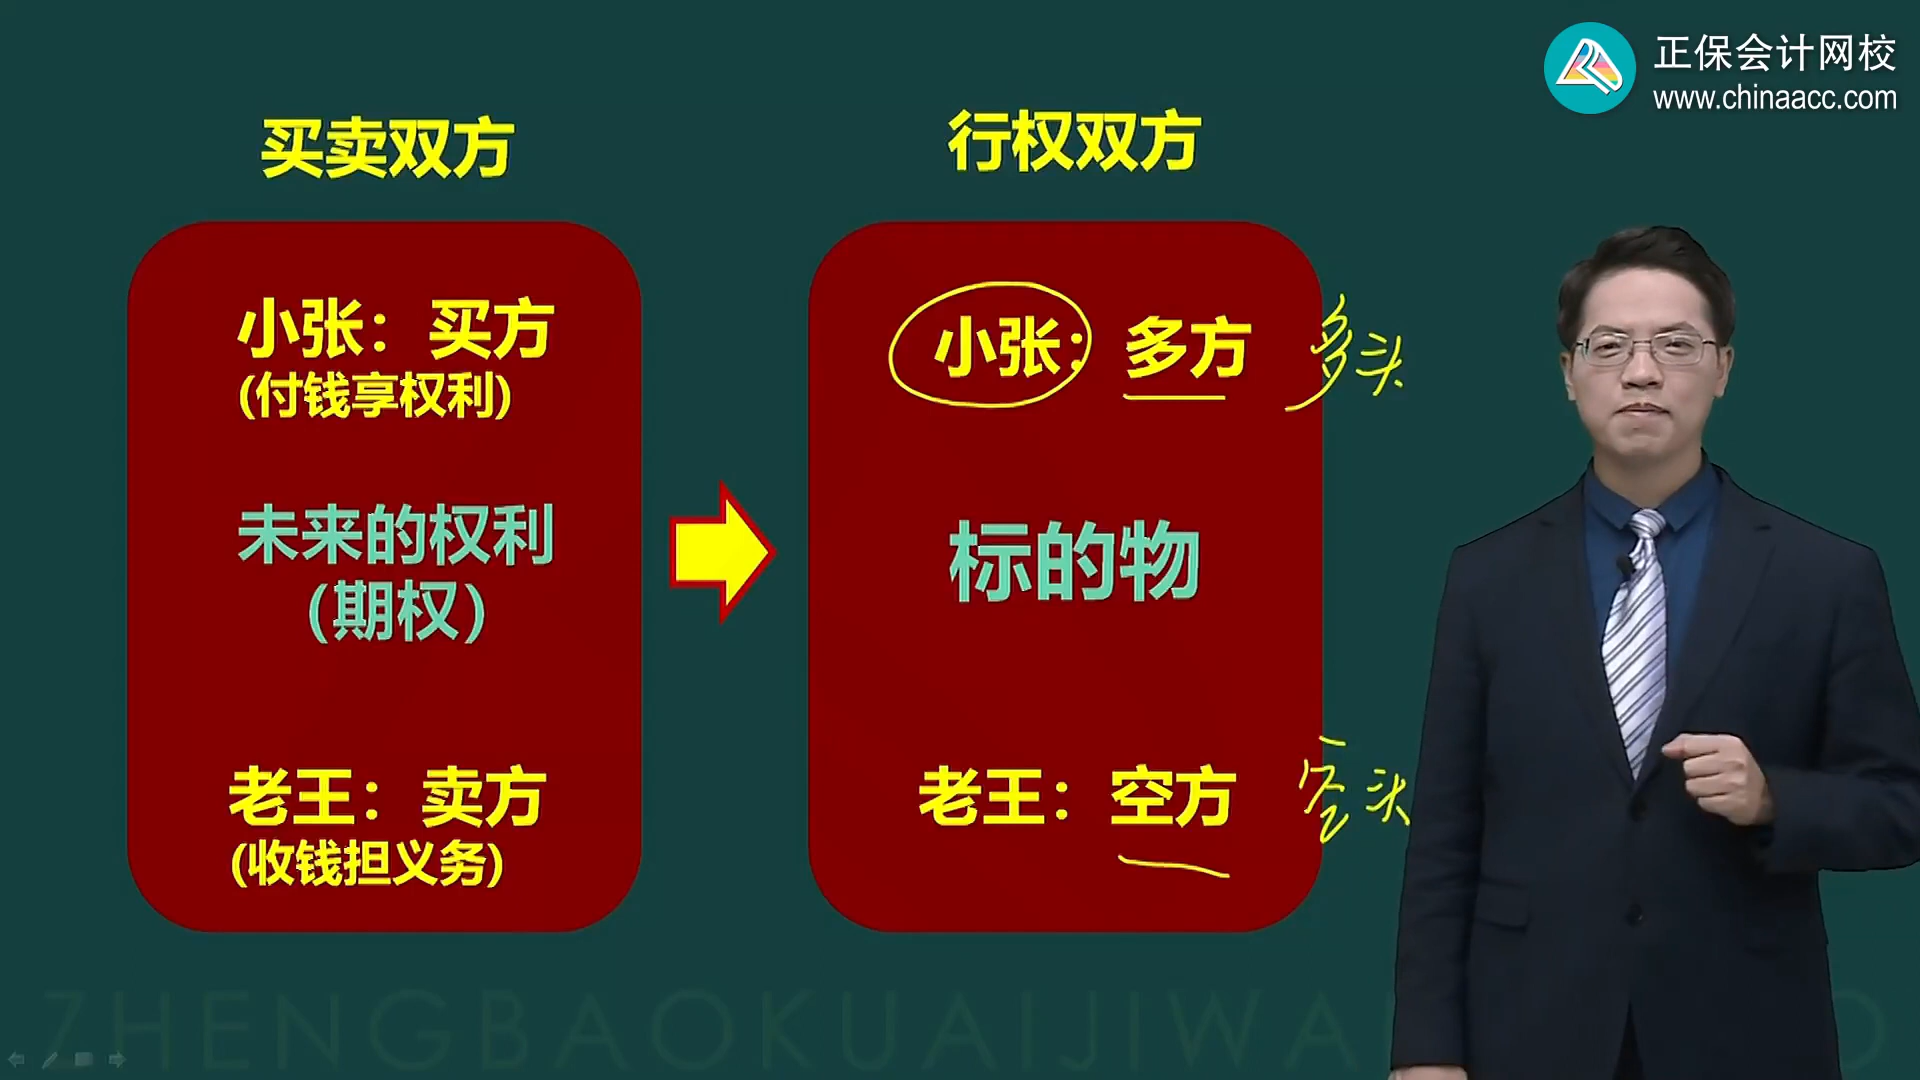 正保会计网校
www.chinaacc.com
买卖双方
小张：买方
(付钱享权利)
未来的权利
(期权)
老王：卖方
(收钱担义务)
行权双方
小张：多方 多头
标的物
老王：空方 空头
ZHENGBAOKUAIJIWA